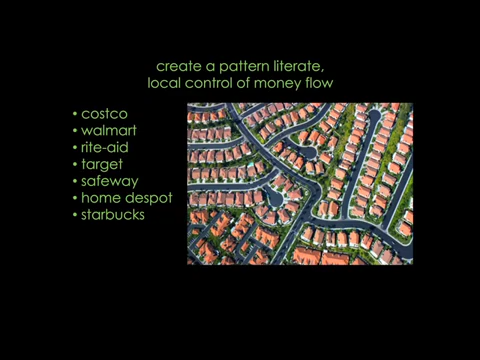 create a pattern literate,
local control of money flow
• costco
• walmart
• rite-aid
• target
• safeway
• home despot
• starbucks